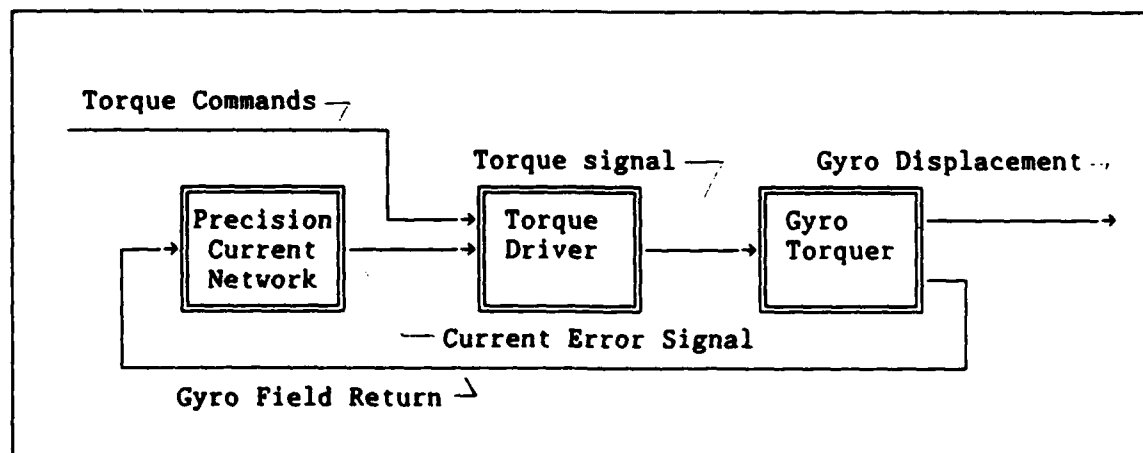 Torque Commands
Torque signal
Gyro Displacement
Precision
Current
Network
Torque
Driver
Gyro
Torquer
Current Error Signal
Gyro Field Return